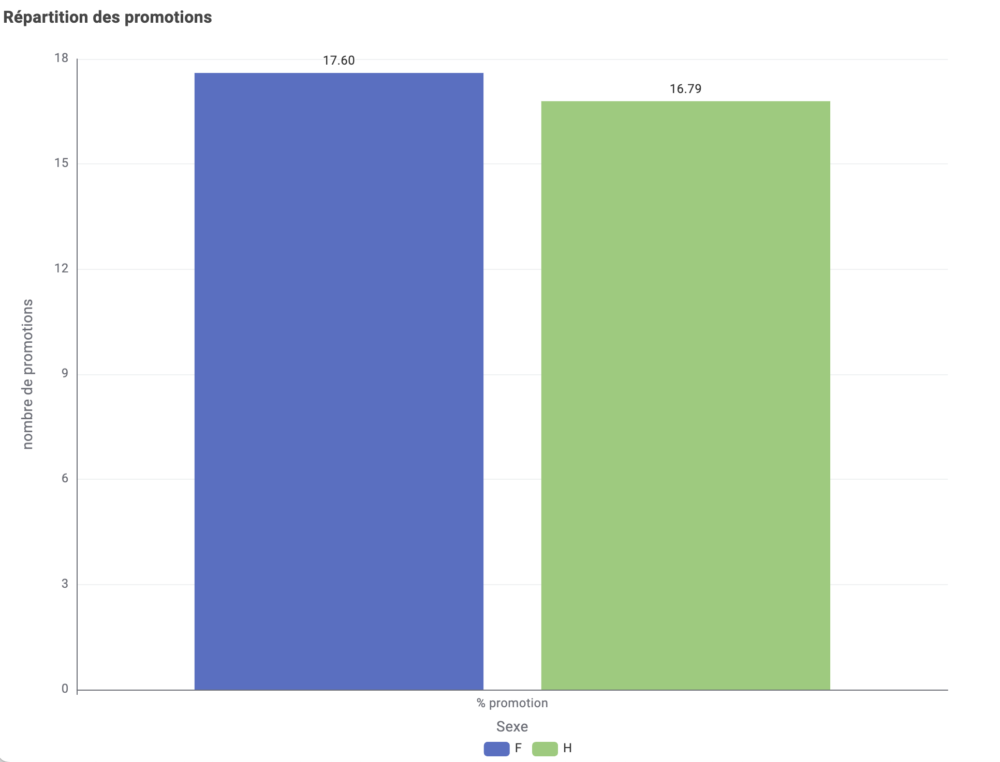 Répartition des promotions
18
17.60
16.79
15
12
9
6
3
0
nombre de promotions
% promotion
Sexe
F
H